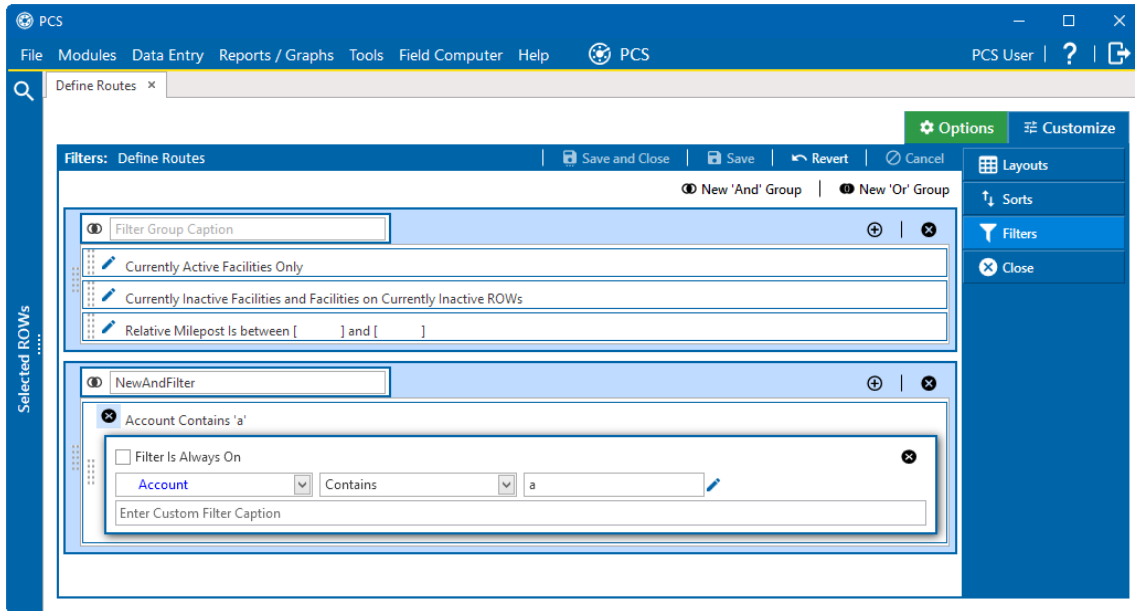 PCS
File Modules Data Entry Reports / Graphs Tools Field Computer Help PCS PCS User | ? |
Define Routes ×
Options Customize
Filters: Define Routes | Save and Close | Save | Revert | Cancel
Layouts
New 'And' Group | New 'Or' Group
Sorts
Filter Group Caption
Filters
Currently Active Facilities Only
Close
Currently Inactive Facilities and Facilities on Currently Inactive ROWs
Relative Milepost Is between [ ] and [ ]
Selected ROWs
NewAndFilter
Account Contains 'a'
Filter Is Always On
Account Contains a
Enter Custom Filter Caption